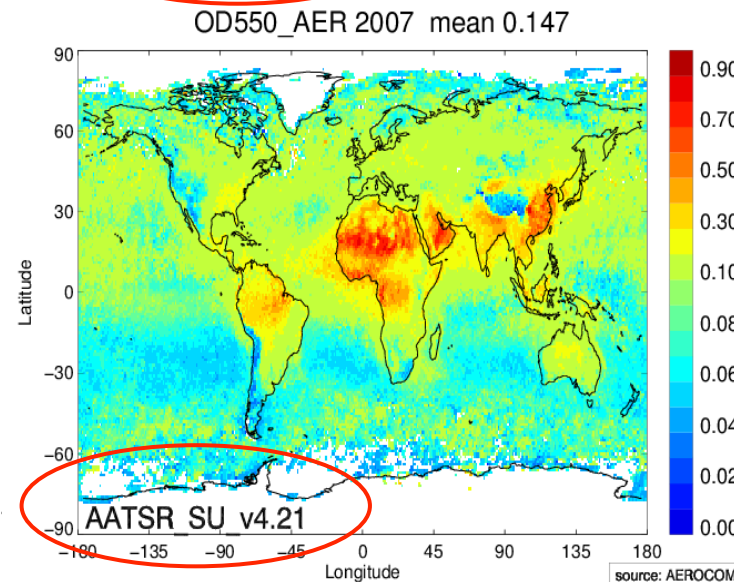 OD550_AER 2007 mean 0.147
90
60
30
0
−30
−60
−90
Latitude
−180 −135 −90 −45 0 45 90 135 180
Longitude
0.90
0.70
0.50
0.30
0.10
0.08
0.06
0.04
0.02
0.00
AATSR_SU_v4.21
source: AEROCOM